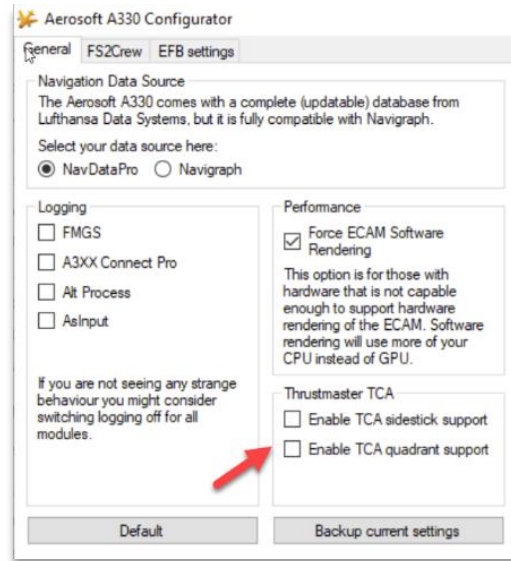 Aerosoft A330 Configurator
General FS2Crew EFB settings
Navigation Data Source
The Aerosoft A330 comes with a complete (updatable) database from
Lufthansa Data Systems, but it is fully compatible with Navigraph.
Select your data source here:
NavDataPro Navigraph
Logging
FMGS
A3XX Connect Pro
Alt Process
AsInput
If you are not seeing any strange
behaviour you might consider
switching logging off for all
modules.
Performance
Force ECAM Software
Rendering
This option is for those with
hardware that is not capable
enough to support hardware
rendering of the ECAM. Software
rendering will use more of your
CPU instead of GPU.
Thrustmaster TCA
Enable TCA sidestick support
Enable TCA quadrant support
Default
Backup current settings